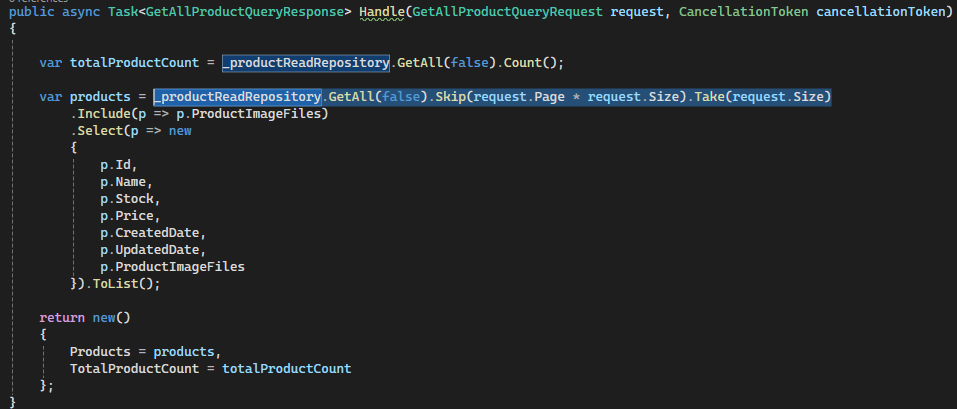 public async Task<GetAllProductQueryResponse> Handle(GetAllProductQueryRequest request, CancellationToken cancellationToken)
{
var totalProductCount = _productReadRepository.GetAll(false).Count();
var products = _productReadRepository.GetAll(false).Skip(request.Page * request.Size).Take(request.Size)
.Include(p => p.ProductImageFiles)
.Select(p => new
{
p.Id,
p.Name,
p.Stock,
p.Price,
p.CreatedDate,
p.UpdatedDate,
p.ProductImageFiles
}).ToList();
return new()
{
Products = products,
TotalProductCount = totalProductCount
};
}